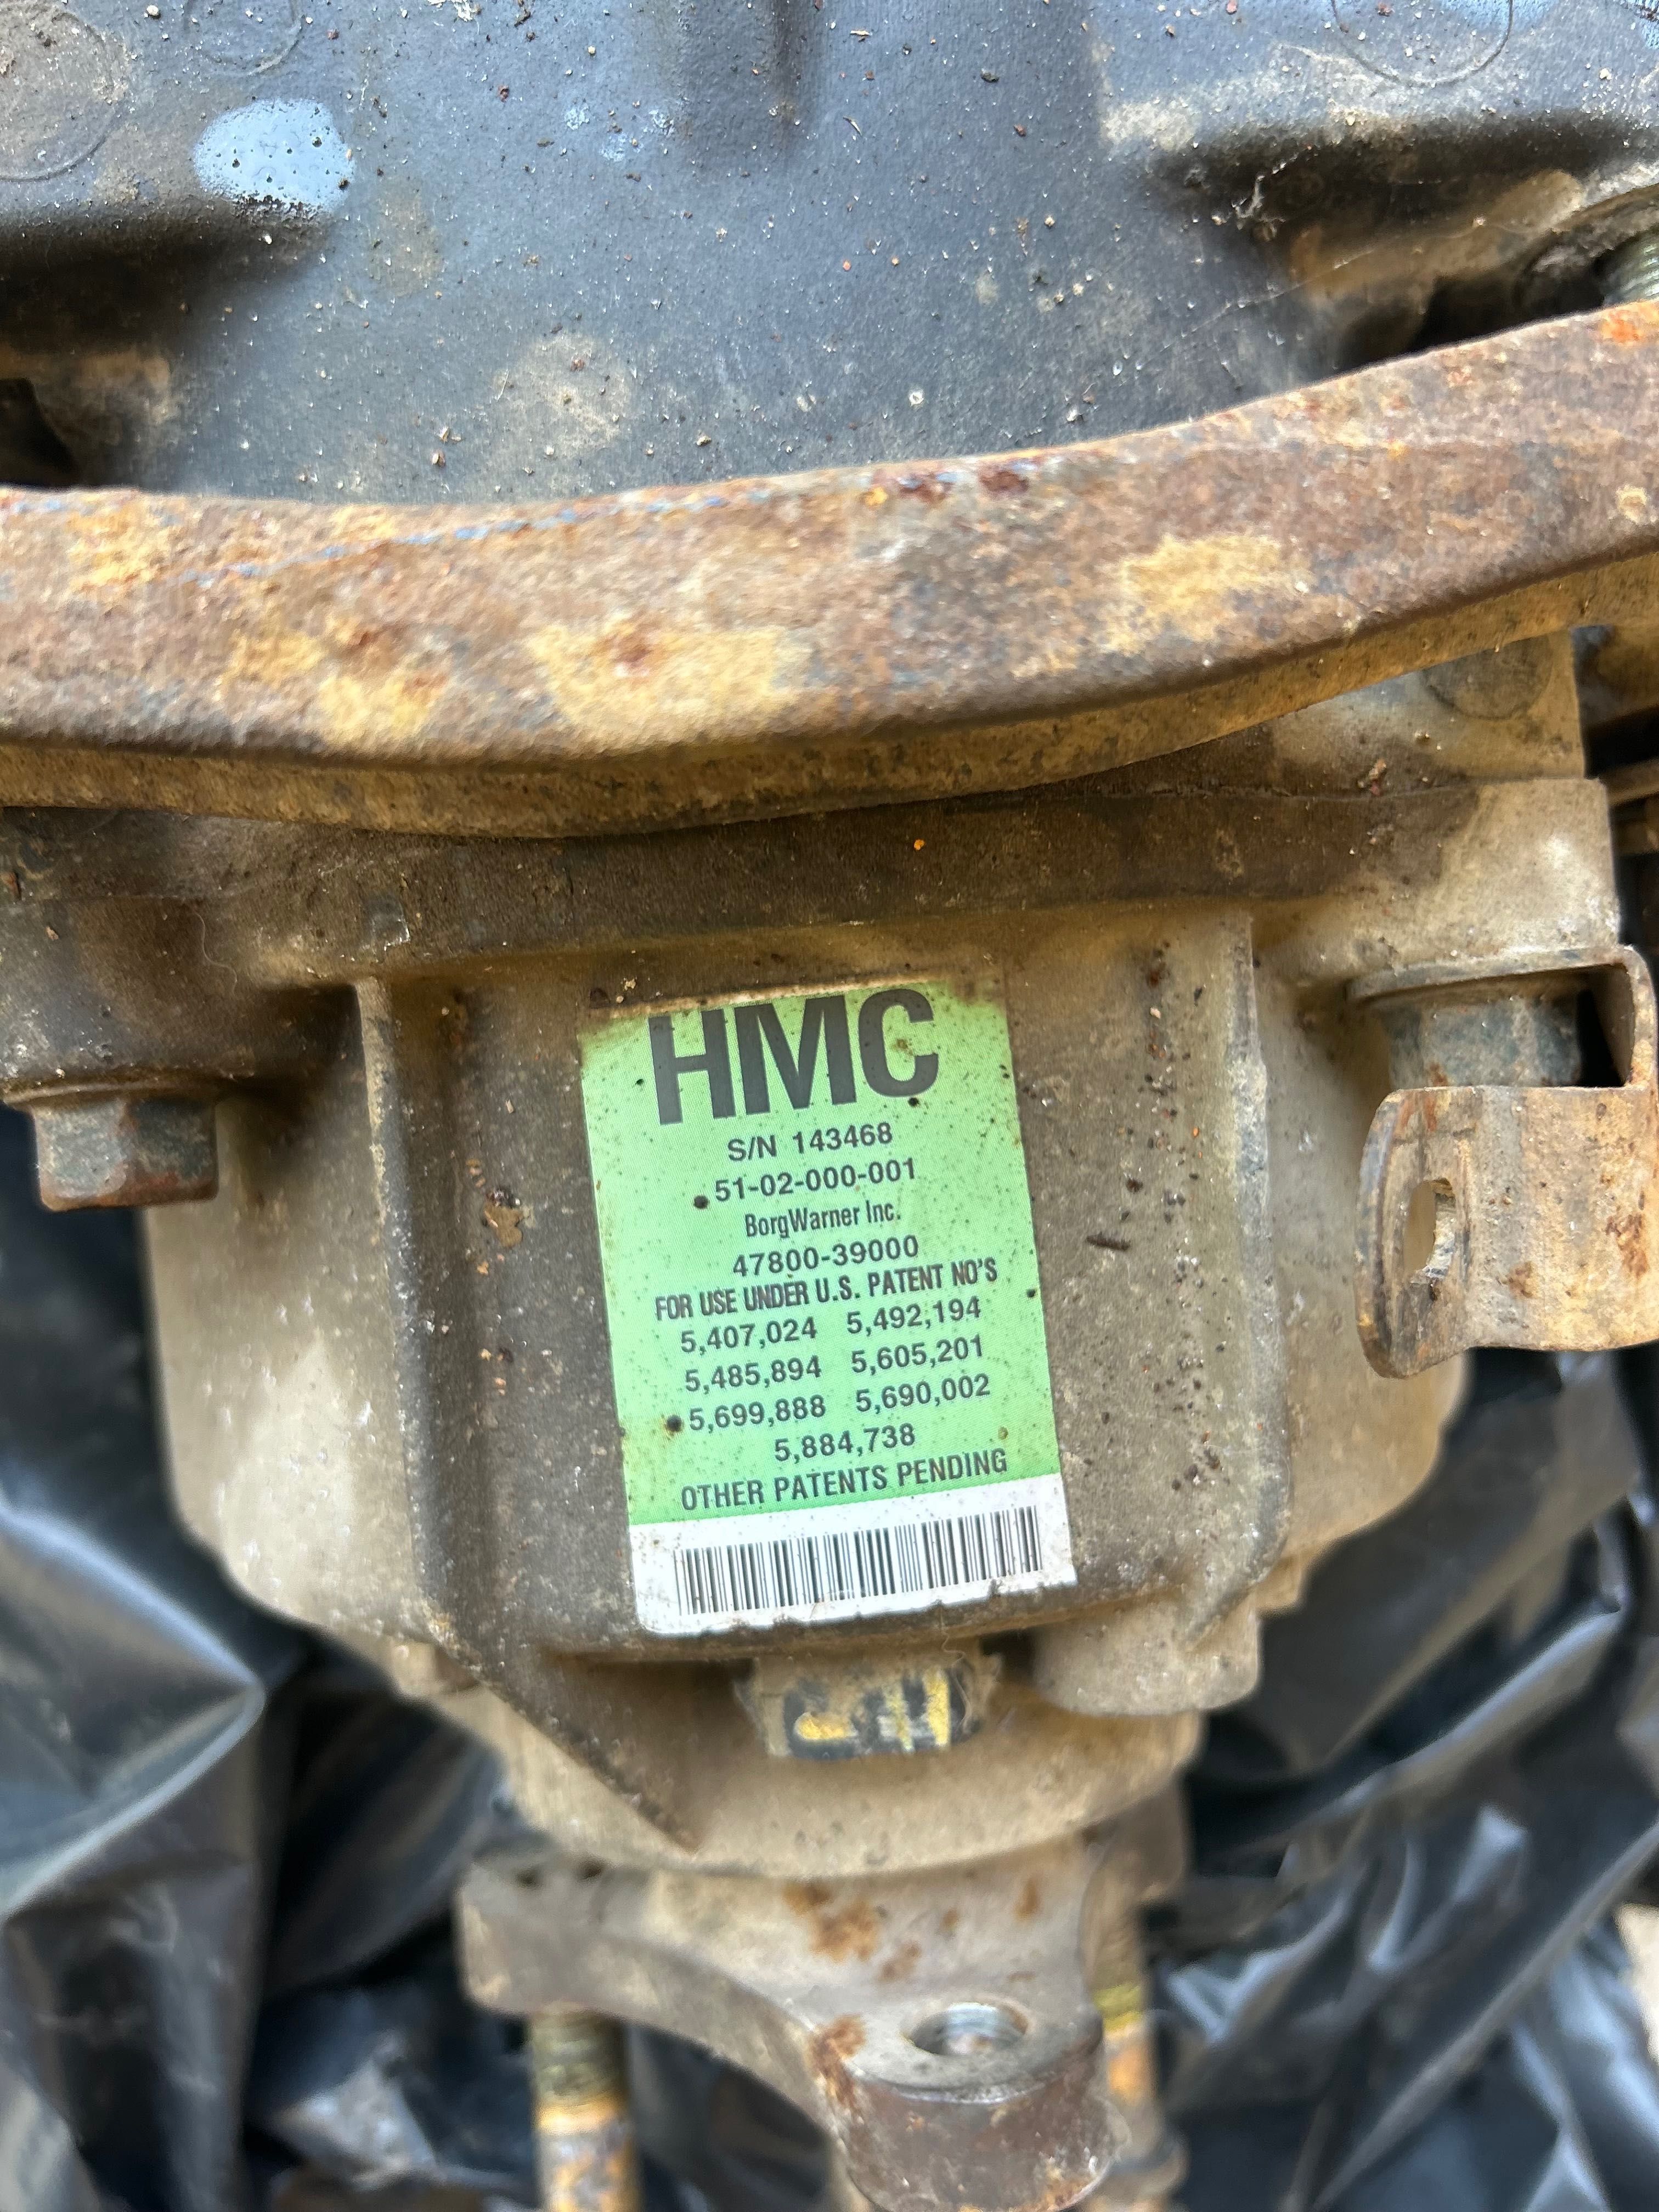 HMC
S/N 143468
51-02-000-001
BorgWarner Inc.
47800-39000
FOR USE UNDER U.S. PATENT NO'S
5,407,024 5,492,194
5,485,894 5,605,201
5,699,888 5,690,002
5,884,738
OTHER PATENTS PENDING